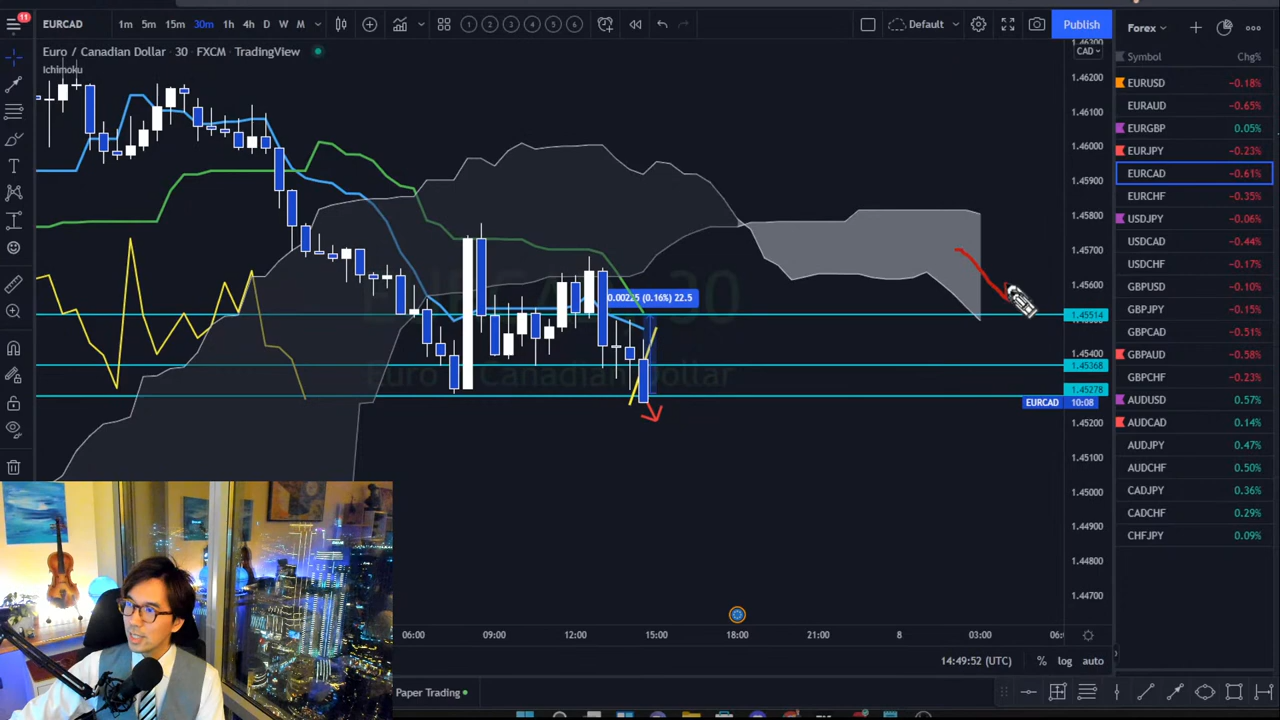 11
EURCAD 1m 5m 15m 30m 1h 4h D W M Default Publish
Euro / Canadian Dollar · 30 · FXCM · TradingView
Ichimoku
0.00225 (0.16%) 22.5
30
Euro / Canadian Dollar
CAD
1.46200
1.46100
1.46000
1.45900
1.45800
1.45700
1.45600
1.45514
1.45400
1.45368
1.45278
EURCAD 10:08
1.45200
1.45100
1.45000
1.44900
1.44800
1.44700
06:00 09:00 12:00 15:00 18:00 21:00 8 03:00
14:49:52 (UTC) % log auto
Paper Trading
Forex
Symbol Chg%
EURUSD −0.18%
EURAUD −0.65%
EURGBP 0.05%
EURJPY −0.23%
EURCAD −0.61%
EURCHF −0.35%
USDJPY −0.06%
USDCAD −0.44%
USDCHF −0.17%
GBPUSD −0.10%
GBPJPY −0.15%
GBPCAD −0.51%
GBPAUD −0.58%
GBPCHF −0.23%
AUDUSD 0.57%
AUDCAD 0.14%
AUDJPY 0.47%
AUDCHF 0.50%
CADJPY 0.36%
CADCHF 0.29%
CHFJPY 0.09%